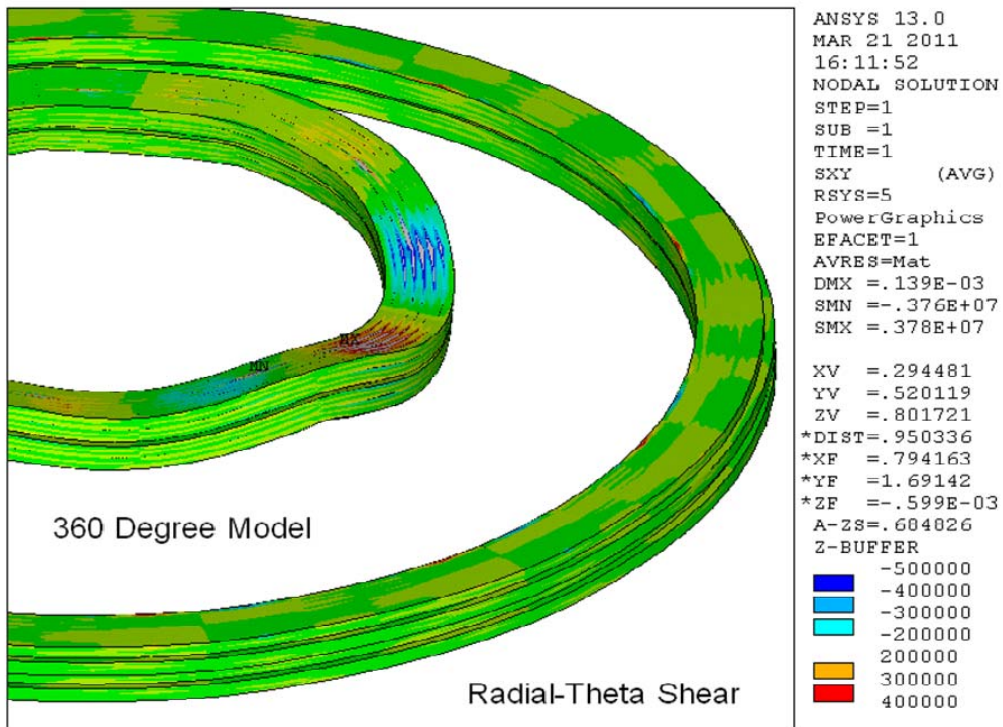 ANSYS 13.0
MAR 21 2011
16:11:52
NODAL SOLUTION
STEP=1
SUB =1
TIME=1
SXY (AVG)
RSYS=5
PowerGraphics
EFACET=1
AVRES=Mat
DMX =.139E-03
SMN =-.376E+07
SMX =.378E+07
XV =.294481
YV =.520119
ZV =.801721
*DIST=.950336
*XF =.794163
*YF =1.69142
*ZF =-.599E-03
A-ZS=.604026
Z-BUFFER
-500000
-400000
-300000
-200000
200000
300000
400000
MX
MN
360 Degree Model
Radial-Theta Shear